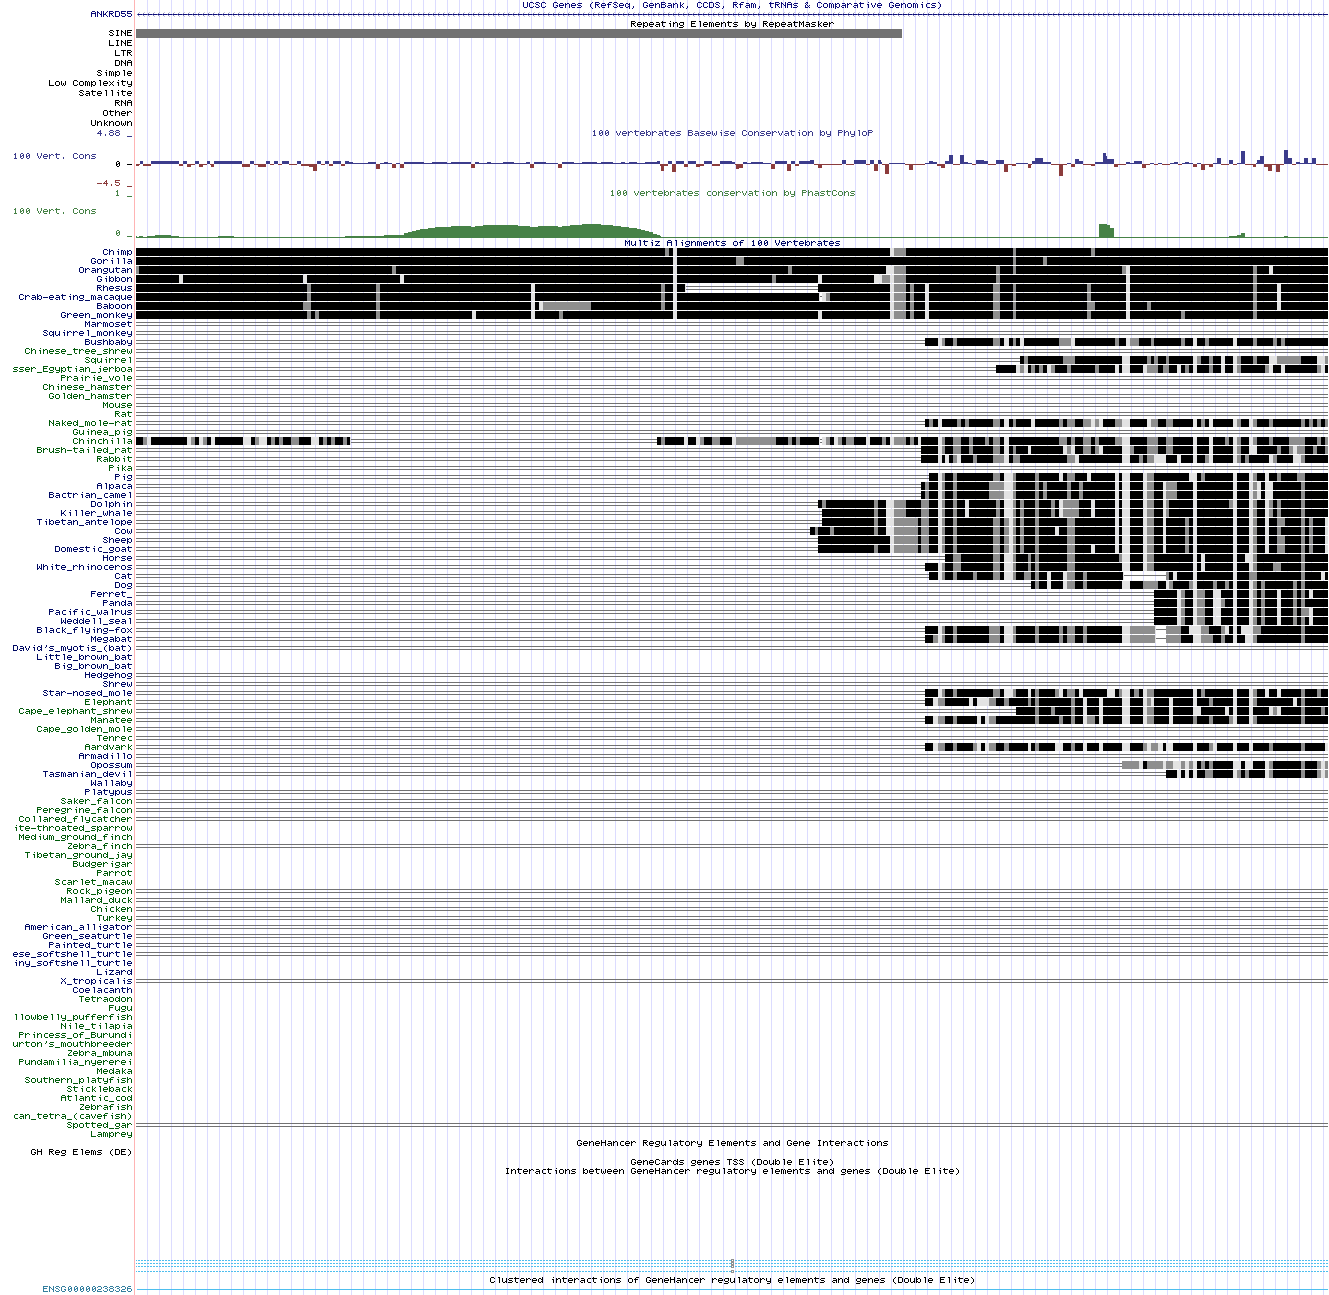 UCSC Genes (RefSeq, GenBank, CCDS, Rfam, tRNAs & Comparative Genomics)
ANKRD55
Repeating Elements by RepeatMasker
SINE
LINE
LTR
DNA
Simple
Low Complexity
Satellite
RNA
Other
Unknown
4.88 _
100 vertebrates Basewise Conservation by PhyloP
100 Vert. Cons
0 _
-4.5 _
1 _
100 vertebrates conservation by PhastCons
100 Vert. Cons
0 _
Multiz Alignments of 100 Vertebrates
Chimp
Gorilla
Orangutan
Gibbon
Rhesus
Crab-eating_macaque
Baboon
Green_monkey
Marmoset
Squirrel_monkey
Bushbaby
Chinese_tree_shrew
Squirrel
sser_Egyptian_jerboa
Prairie_vole
Chinese_hamster
Golden_hamster
Mouse
Rat
Naked_mole-rat
Guinea_pig
Chinchilla
Brush-tailed_rat
Rabbit
Pika
Pig
Alpaca
Bactrian_camel
Dolphin
Killer_whale
Tibetan_antelope
Cow
Sheep
Domestic_goat
Horse
White_rhinoceros
Cat
Dog
Ferret_
Panda
Pacific_walrus
Weddell_seal
Black_flying-fox
Megabat
David's_myotis_(bat)
Little_brown_bat
Big_brown_bat
Hedgehog
Shrew
Star-nosed_mole
Elephant
Cape_elephant_shrew
Manatee
Cape_golden_mole
Tenrec
Aardvark
Armadillo
Opossum
Tasmanian_devil
Wallaby
Platypus
Saker_falcon
Peregrine_falcon
Collared_flycatcher
ite-throated_sparrow
Medium_ground_finch
Zebra_finch
Tibetan_ground_jay
Budgerigar
Parrot
Scarlet_macaw
Rock_pigeon
Mallard_duck
Chicken
Turkey
American_alligator
Green_seaturtle
Painted_turtle
ese_softshell_turtle
iny_softshell_turtle
Lizard
X_tropicalis
Coelacanth
Tetraodon
Fugu
llowbelly_pufferfish
Nile_tilapia
Princess_of_Burundi
urton's_mouthbreeder
Zebra_mbuna
Pundamilia_nyererei
Medaka
Southern_platyfish
Stickleback
Atlantic_cod
Zebrafish
can_tetra_(cavefish)
Spotted_gar
Lamprey
GeneHancer Regulatory Elements and Gene Interactions
GH Reg Elems (DE)
GeneCards genes TSS (Double Elite)
Interactions between GeneHancer regulatory elements and genes (Double Elite)
Clustered interactions of GeneHancer regulatory elements and genes (Double Elite)
ENSG00000238326